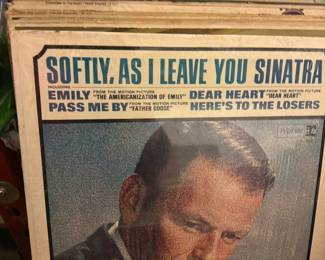 SOFTLY, AS I LEAVE YOU SINATRA
INCLUDING
EMILY FROM THE MOTION PICTURE "THE AMERICANIZATION OF EMILY" DEAR HEART FROM THE MOTION PICTURE "DEAR HEART"
PASS ME BY FROM THE MOTION PICTURE "FATHER GOOSE" HERE'S TO THE LOSERS
reprise